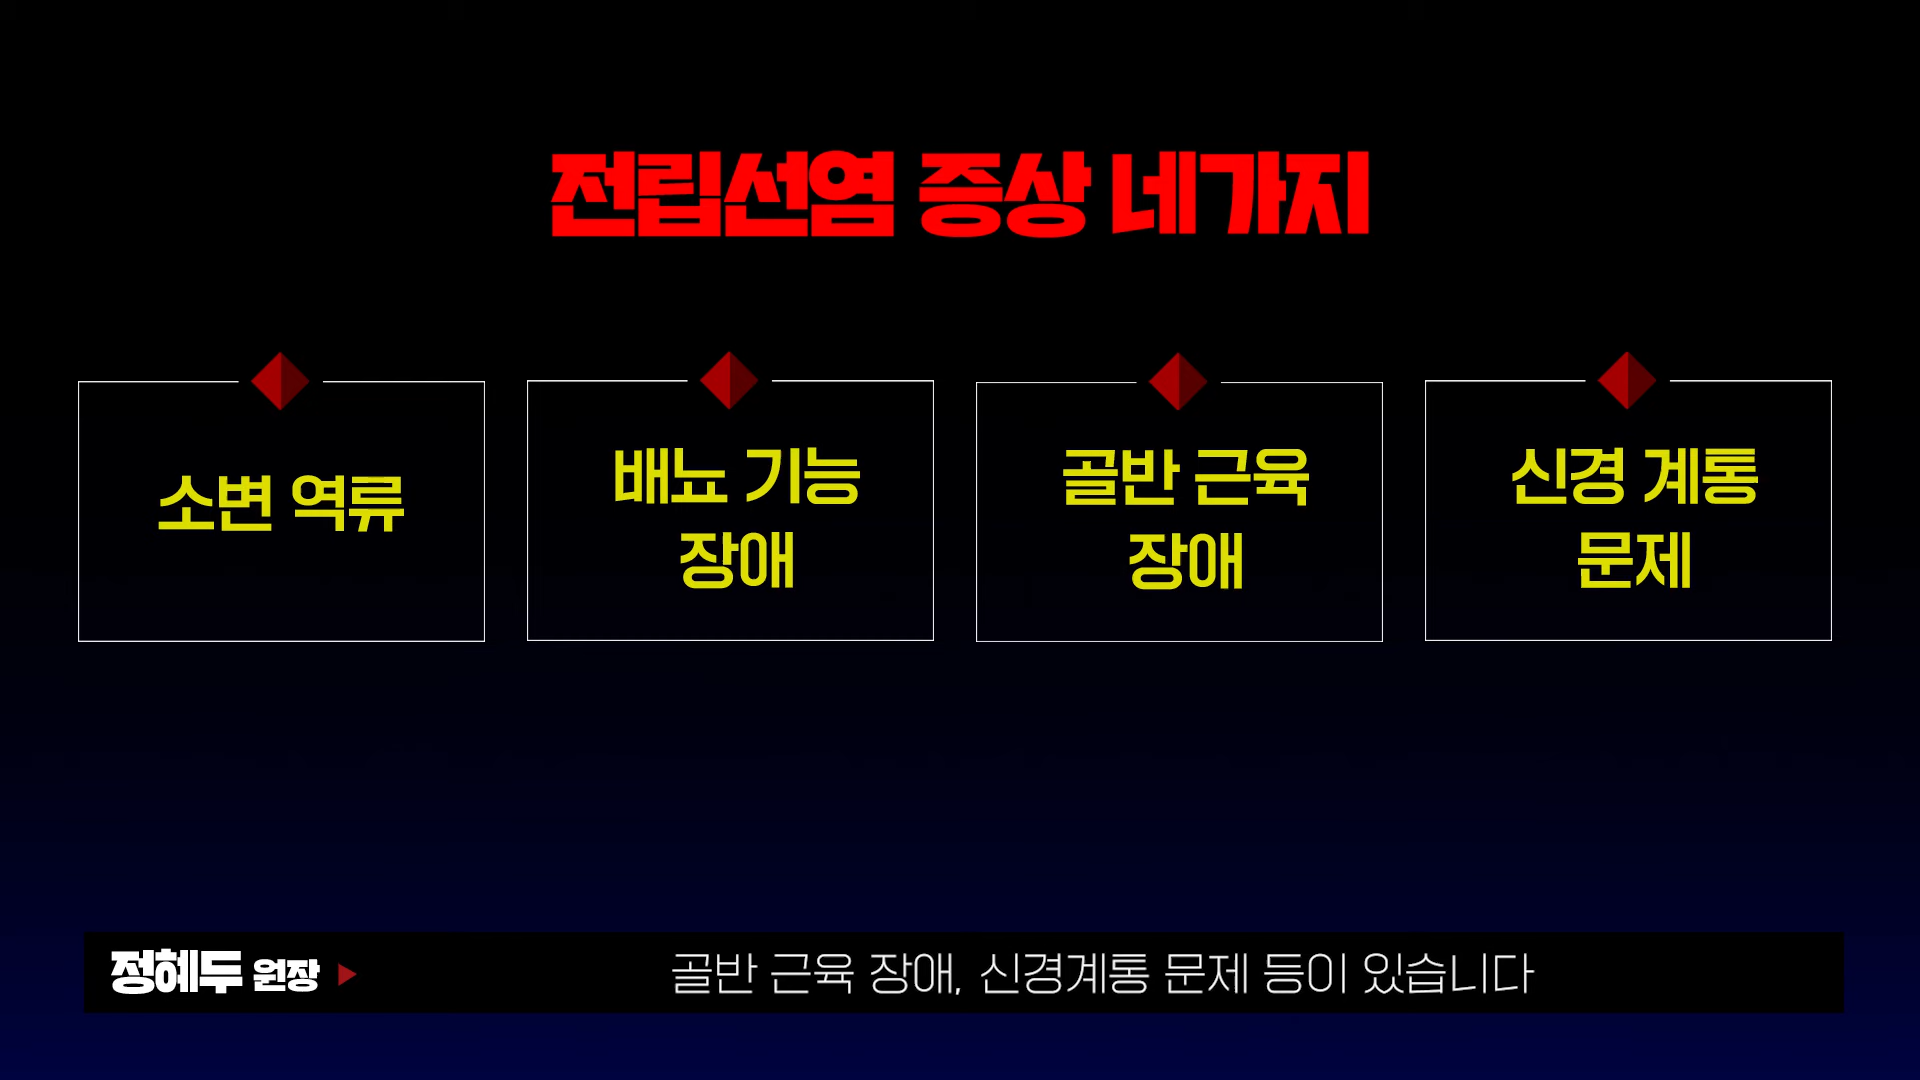 전립선염 증상 네가지
소변 역류
배뇨 기능
장애
골반 근육
장애
신경 계통
문제
정혜두 원장
골반 근육 장애, 신경계통 문제 등이 있습니다